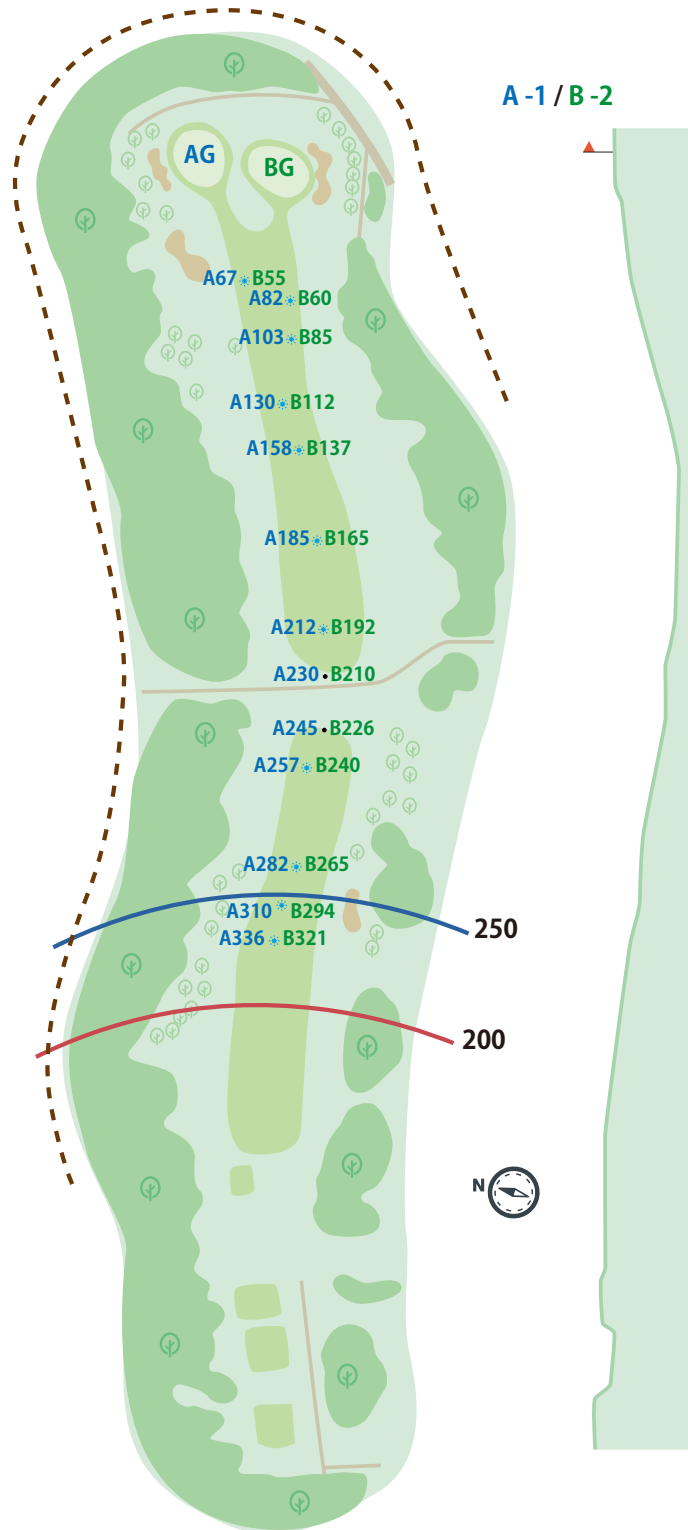 A -1 / B -2
AG
BG
A67 B55
A82 B60
A103 B85
A130 B112
A158 B137
A185 B165
A212 B192
A230 B210
A245 B226
A257 B240
A282 B265
A310 B294
250
A336 B321
200
N